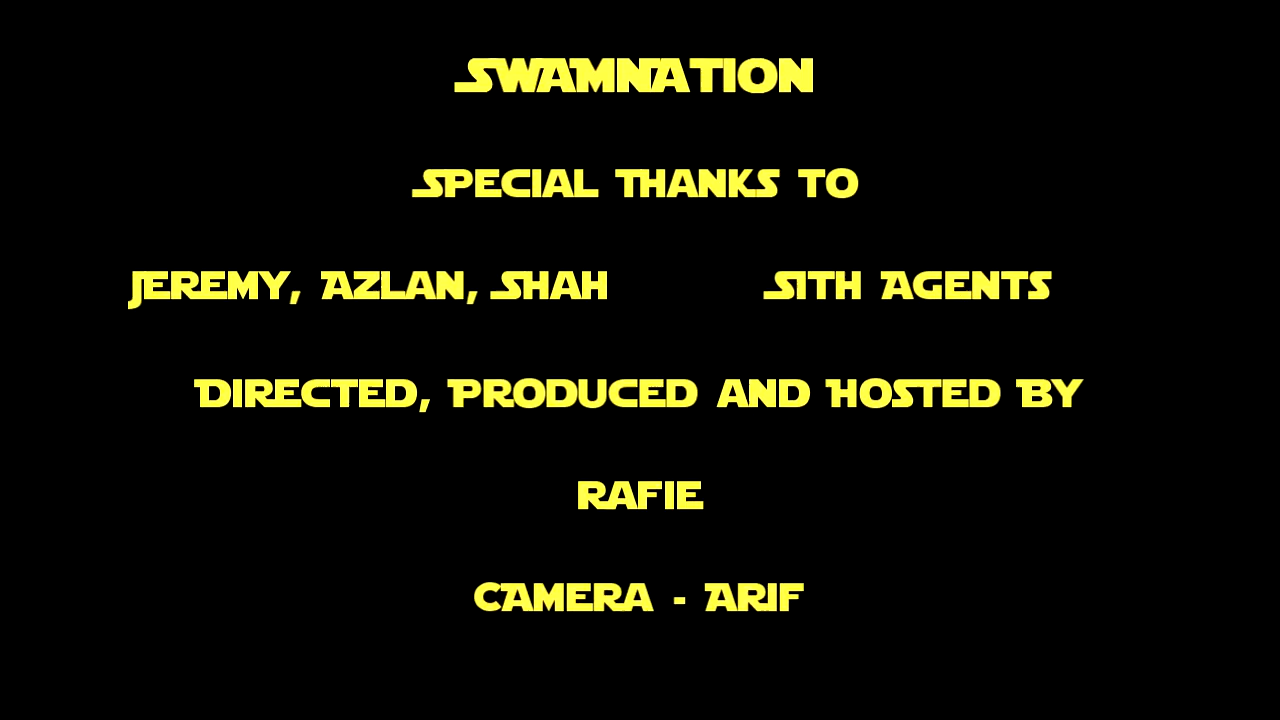 SWAMNATION
SPECIAL THANKS TO
JEREMY, AZLAN, SHAH SITH AGENTS
DIRECTED, PRODUCED AND HOSTED BY
RAFIE
CAMERA - ARIF